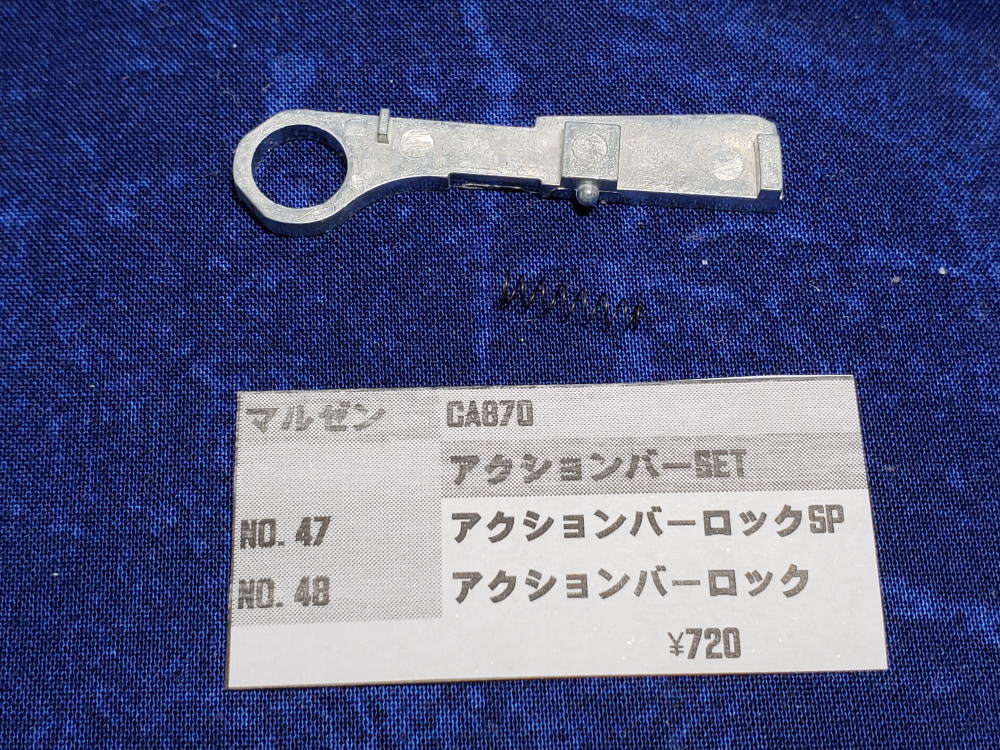 マルゼン CA870
アクションバーSET
NO. 47 アクションバーロックSP
NO. 48 アクションバーロック
¥720